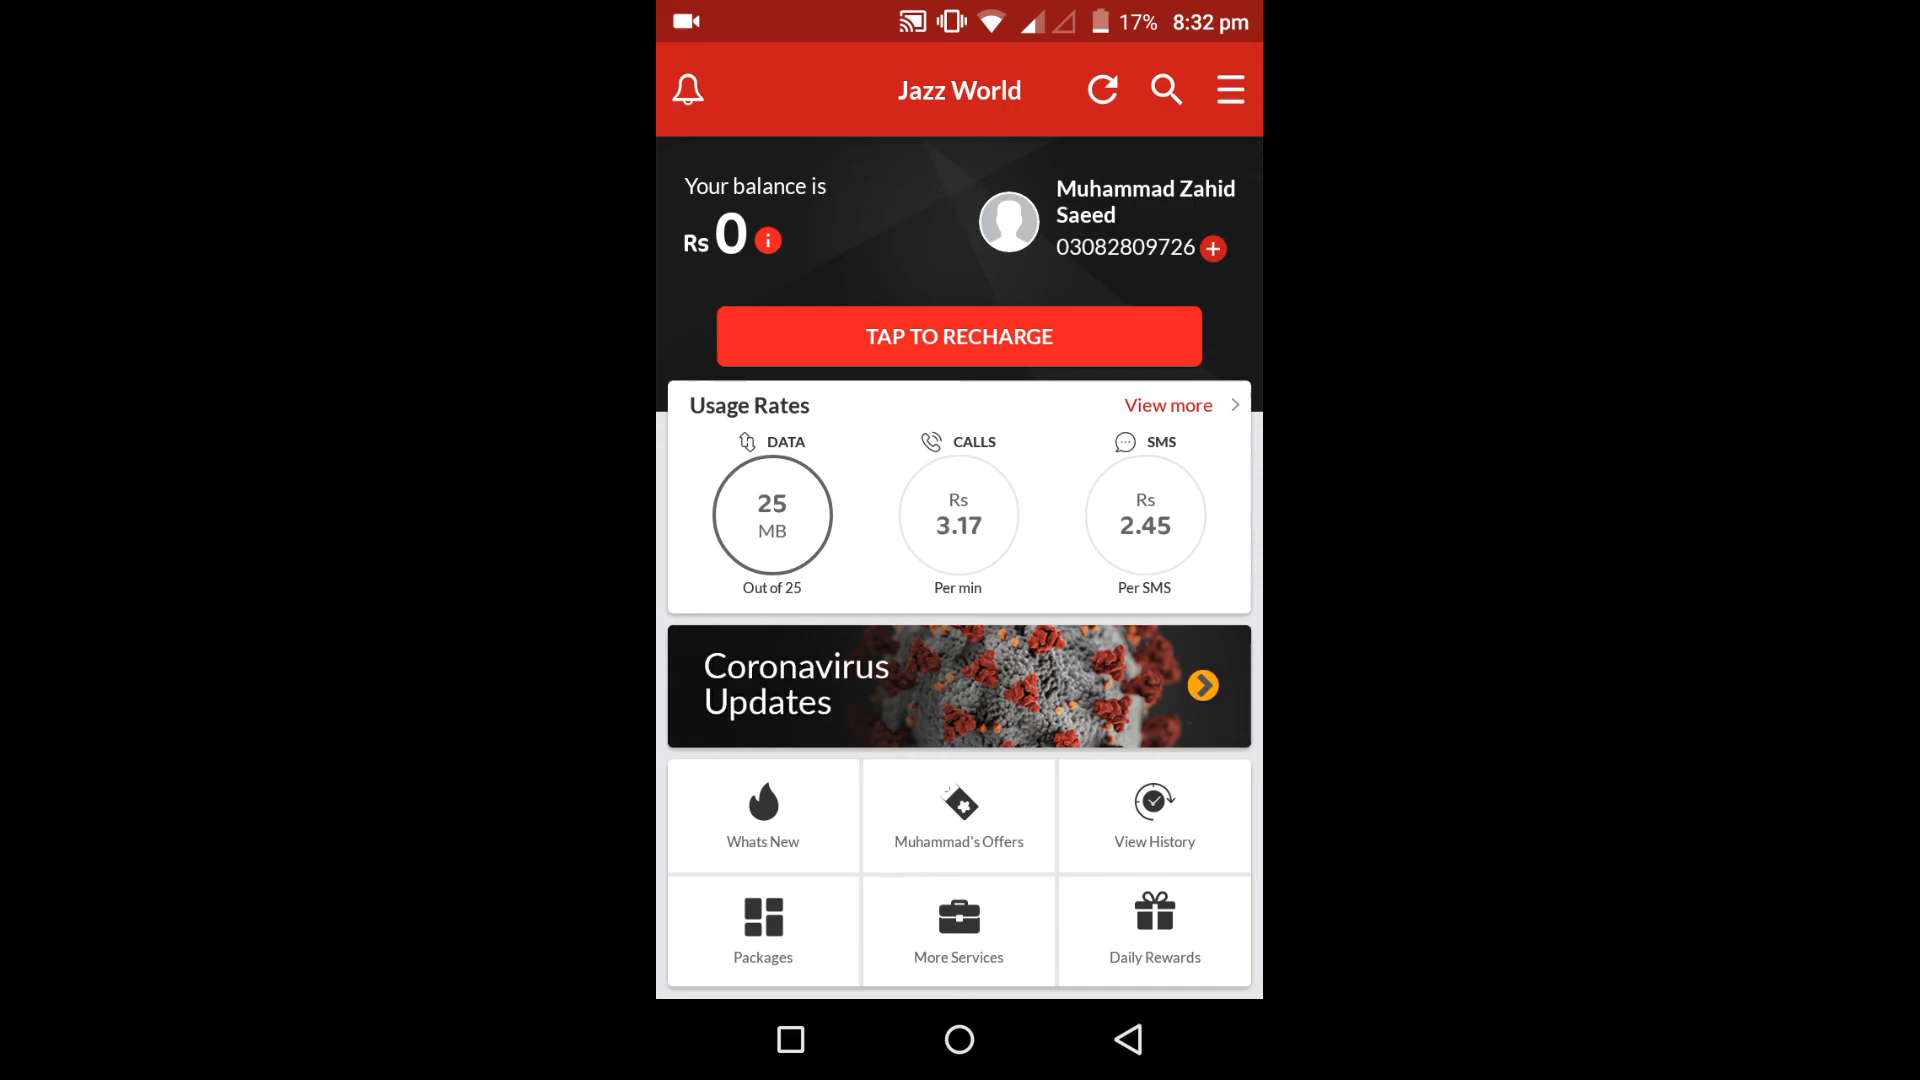 17% 8:32 pm
Jazz World
Your balance is
Rs 0
Muhammad Zahid
Saeed
03082809726
TAP TO RECHARGE
Usage Rates
View more
DATA
CALLS
SMS
25
MB
Rs
3.17
Rs
2.45
Out of 25
Per min
Per SMS
Coronavirus
Updates
Whats New
Muhammad's Offers
View History
Packages
More Services
Daily Rewards